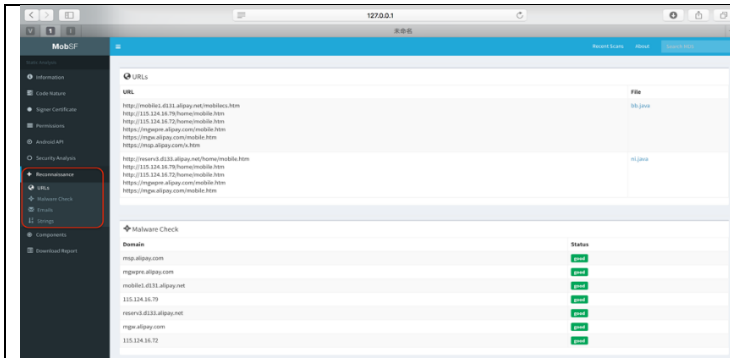 127.0.0.1
未命名
MobSF
Recent Scans About
Static Analysis
Information
Code Nature
Signer Certificate
Permissions
Android API
Security Analysis
Reconnaissance
URLs
Malware Check
Emails
Strings
Components
Download Report
URLs
URL File
http://mobile1.d131.alipay.net/mobilecs.htm
http://115.124.16.79/home/mobile.htm
http://115.124.16.72/home/mobile.htm
https://mgwpre.alipay.com/mobile.htm
https://mgw.alipay.com/mobile.htm
https://msp.alipay.com/x.htm
http://reserv3.d133.alipay.net/home/mobile.htm
http://115.124.16.79/home/mobile.htm
http://115.124.16.72/home/mobile.htm
https://mgwpre.alipay.com/mobile.htm
https://mgw.alipay.com/mobile.htm
Malware Check
Domain Status
msp.alipay.com good
mgwpre.alipay.com good
mobile1.d131.alipay.net good
115.124.16.79 good
reserv3.d133.alipay.net good
mgw.alipay.com good
115.124.16.72 good